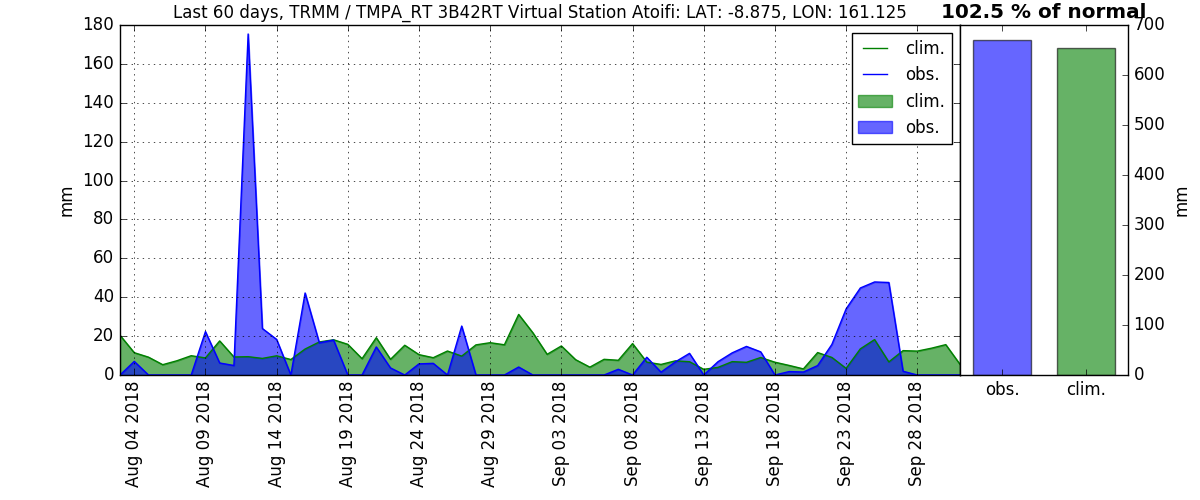 Last 60 days, TRMM / TMPA_RT 3B42RT Virtual Station Atoifi: LAT: -8.875, LON: 161.125
102.5 % of normal
180
160
140
120
100
80
60
40
20
0
mm
clim.
obs.
clim.
obs.
700
600
500
400
300
200
100
0
mm
Aug 04 2018
Aug 09 2018
Aug 14 2018
Aug 19 2018
Aug 24 2018
Aug 29 2018
Sep 03 2018
Sep 08 2018
Sep 13 2018
Sep 18 2018
Sep 23 2018
Sep 28 2018
obs.
clim.